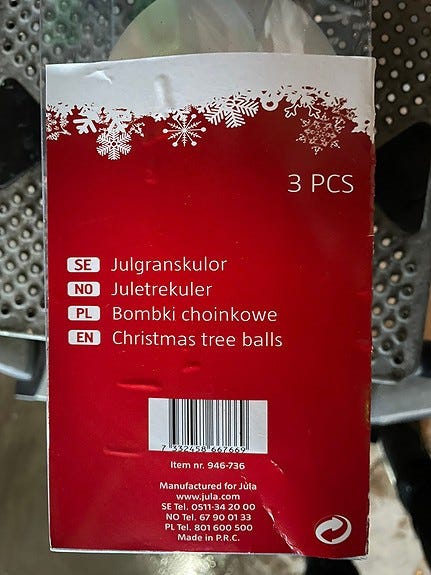 3 PCS
SE Julgranskulor
NO Juletrekuler
PL Bombki choinkowe
EN Christmas tree balls
7 332458 667669
Item nr. 946-736
Manufactured for Jula
www.jula.com
SE Tel. 0511-34 20 00
NO Tel. 67 90 01 33
PL Tel. 801 600 500
Made in P.R.C.